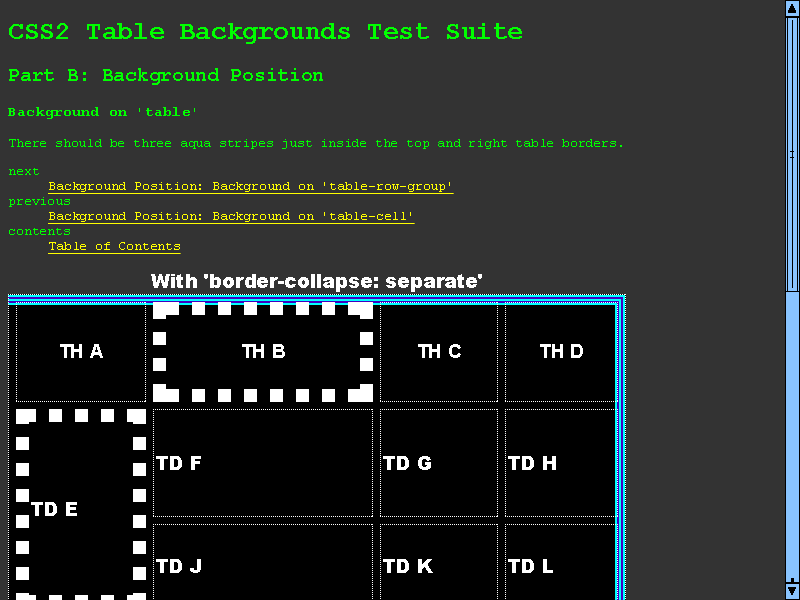 CSS2 Table Backgrounds Test Suite
Part B: Background Position
Background on 'table'
There should be three aqua stripes just inside the top and right table borders.
next
Background Position: Background on 'table-row-group'
previous
Background Position: Background on 'table-cell'
contents
Table of Contents
With 'border-collapse: separate'
TH A TH B TH C TH D
TD F TD G TD H
TD E
TD J TD K TD L